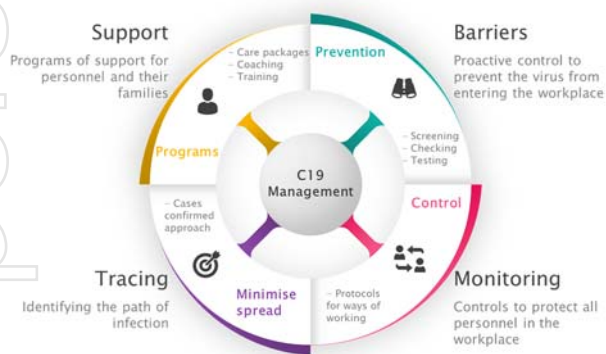 Support
Programs of support for
personnel and their
families
– Care packages
– Coaching
– Training
Programs
Prevention
Barriers
Proactive control to
prevent the virus from
entering the workplace
– Screening
– Checking
– Testing
C19
Management
– Cases
confirmed
approach
Tracing
Identifying the path of
infection
Minimise
spread
Control
– Protocols
for ways of
working
Monitoring
Controls to protect all
personnel in the
workplace